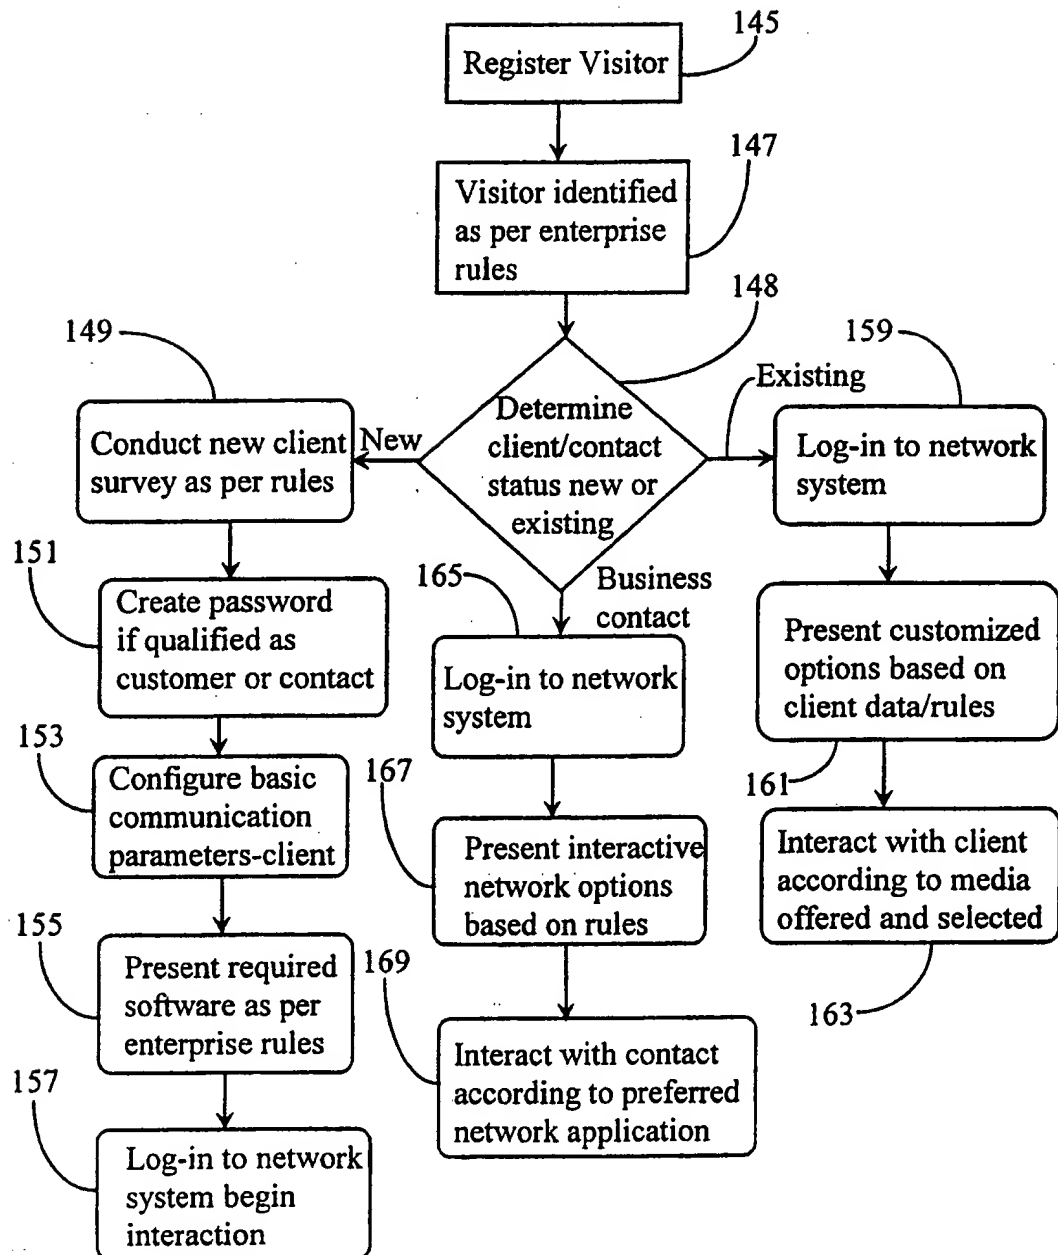 145
Register Visitor
147
Visitor identified
as per enterprise
rules
148
149
159
Existing
New
Determine
client/contact
status new or
existing
Conduct new client
survey as per rules
Log-in to network
system
151
165
Business
contact
Create password
if qualified as
customer or contact
Log-in to network
system
Present customized
options based on
client data/rules
153
167
161
Configure basic
communication
parameters-client
Present interactive
network options
based on rules
Interact with client
according to media
offered and selected
155
169
163
Present required
software as per
enterprise rules
Interact with contact
according to preferred
network application
157
Log-in to network
system begin
interaction